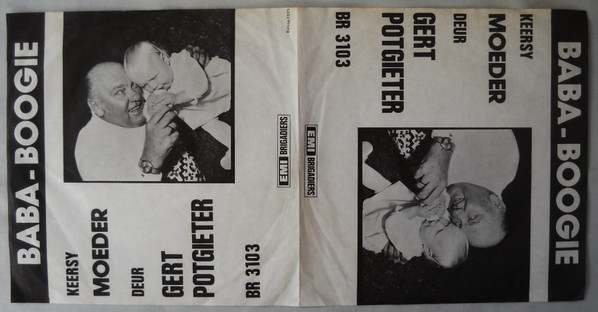 BABA-BOOGIE
KEERSY
MOEDER
DEUR
GERT
POTGIETER
BR 3103
EMI BRIGADIERS
BABA-BOOGIE
KEERSY
MOEDER
DEUR
GERT
POTGIETER
BR 3103
EMI BRIGADIERS